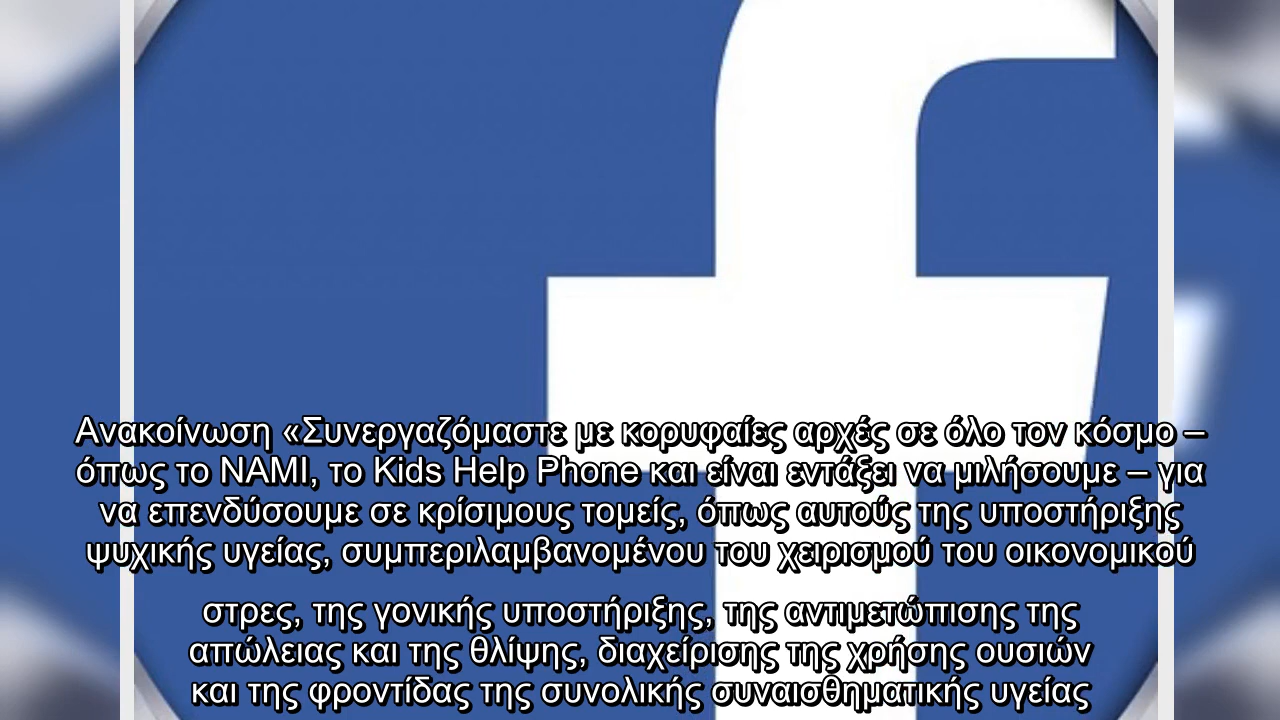 Ανακοίνωση «Συνεργαζόμαστε με κορυφαίες αρχές σε όλο τον κόσμο –
όπως το NAMI, το Kids Help Phone και είναι εντάξει να μιλήσουμε – για
να επενδύσουμε σε κρίσιμους τομείς, όπως αυτούς της υποστήριξης
ψυχικής υγείας, συμπεριλαμβανομένου του χειρισμού του οικονομικού
στρες, της γονικής υποστήριξης, της αντιμετώπισης της
απώλειας και της θλίψης, διαχείρισης της χρήσης ουσιών
και της φροντίδας της συνολικής συναισθηματικής υγείας